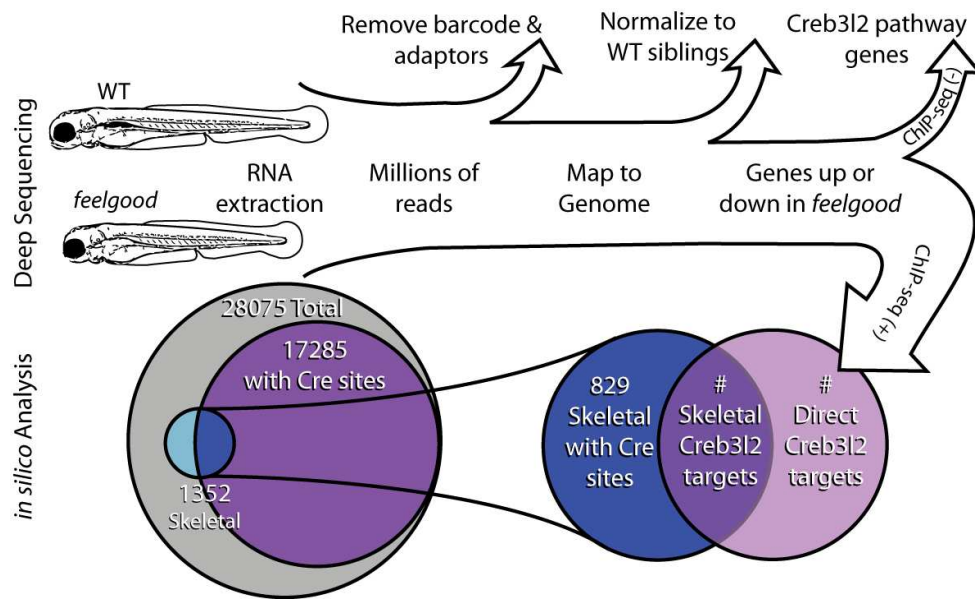 Remove barcode &
adaptors
Normalize to
WT siblings
Creb3l2 pathway
genes
ChIP-seq (-)
Deep Sequencing
WT
feelgood
RNA
extraction
Millions of
reads
Map to
Genome
Genes up or
down in feelgood
ChIP-seq (+)
in silico Analysis
28075 Total
17285
with Cre sites
1352
Skeletal
829
Skeletal
with Cre
sites
#
Skeletal
Creb3l2
targets
#
Direct
Creb3l2
targets